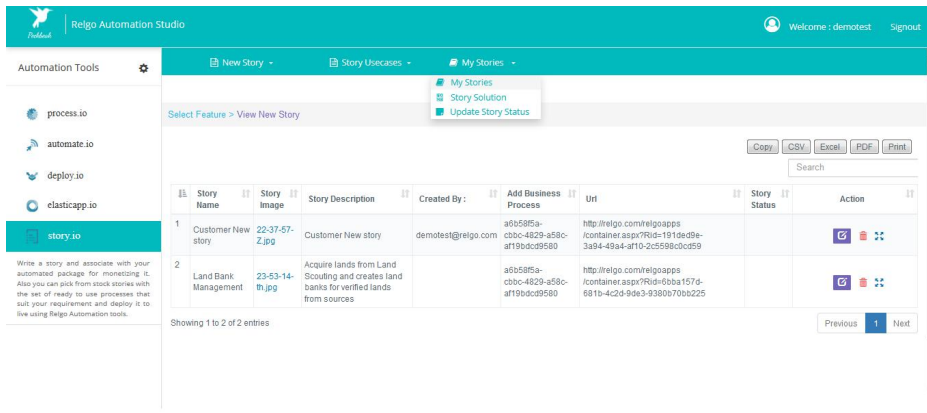 Relgo Automation Studio
Welcome : demotest
Signout
Automation Tools
New Story
Story Usecases
My Stories
My Stories
Story Solution
Update Story Status
process.io
automate.io
deploy.io
elasticapp.io
story.io
Write a story and associate with your
automated package for monetizing it.
Also you can pick from stock stories with
the set of ready to use processes that
suit your requirement and deploy it to
live using Relgo Automation tools.
Select Feature > View New Story
Copy CSV Excel PDF Print
Search
Story Name
Story Image
Story Description
Created By :
Add Business Process
Url
Story Status
Action
1
Customer New
story
22-37-57-
Z.jpg
Customer New story
demotest@relgo.com
a6b58f5a-
cbbc-4829-a58c-
af19bdcd9580
http://relgo.com/relgoapps
/container.aspx?Rid=191ded9e-
3a94-49a4-af10-2c5598c0cd59
2
Land Bank
Management
23-53-14-
th.jpg
Acquire lands from Land
Scouting and creates land
banks for verified lands
from sources
a6b58f5a-
cbbc-4829-a58c-
af19bdcd9580
http://relgo.com/relgoapps
/container.aspx?Rid=6bba157d-
681b-4c2d-9de3-9380b70bb225
Showing 1 to 2 of 2 entries
Previous 1 Next